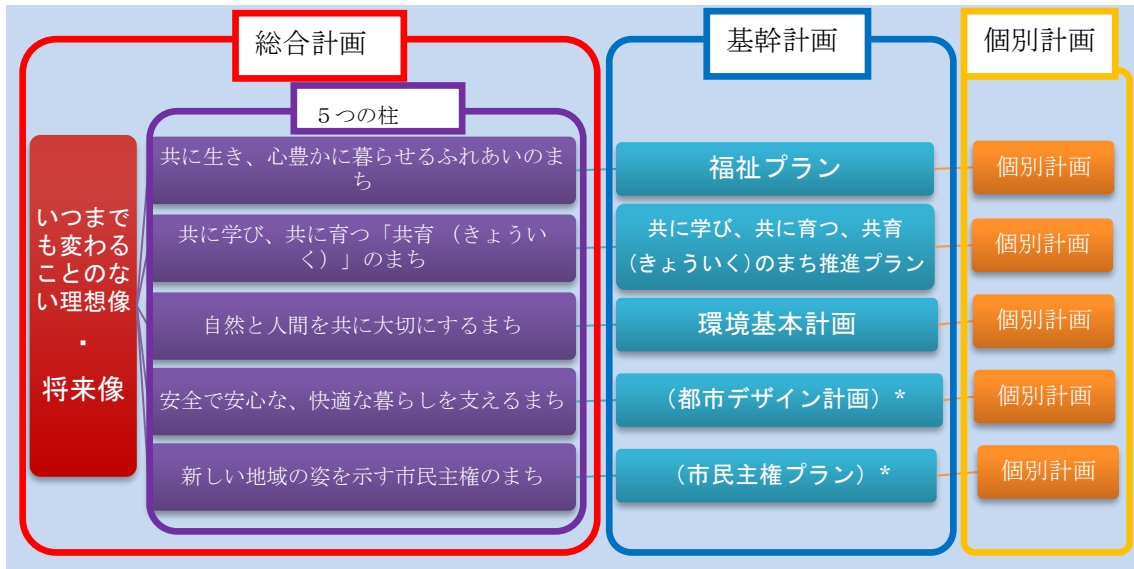 総合計画
基幹計画
個別計画
５つの柱
いつまで
も変わる
ことのな
い理想像
・
将来像
共に生き、心豊かに暮らせるふれあいのま
ち
福祉プラン
個別計画
共に学び、共に育つ「共育 （きょうい
く）」のまち
共に学び、共に育つ、共育
(きょういく)のまち推進プラン
個別計画
自然と人間を共に大切にするまち
環境基本計画
個別計画
安全で安心な、快適な暮らしを支えるまち
（都市デザイン計画）*
個別計画
新しい地域の姿を示す市民主権のまち
（市民主権プラン）*
個別計画